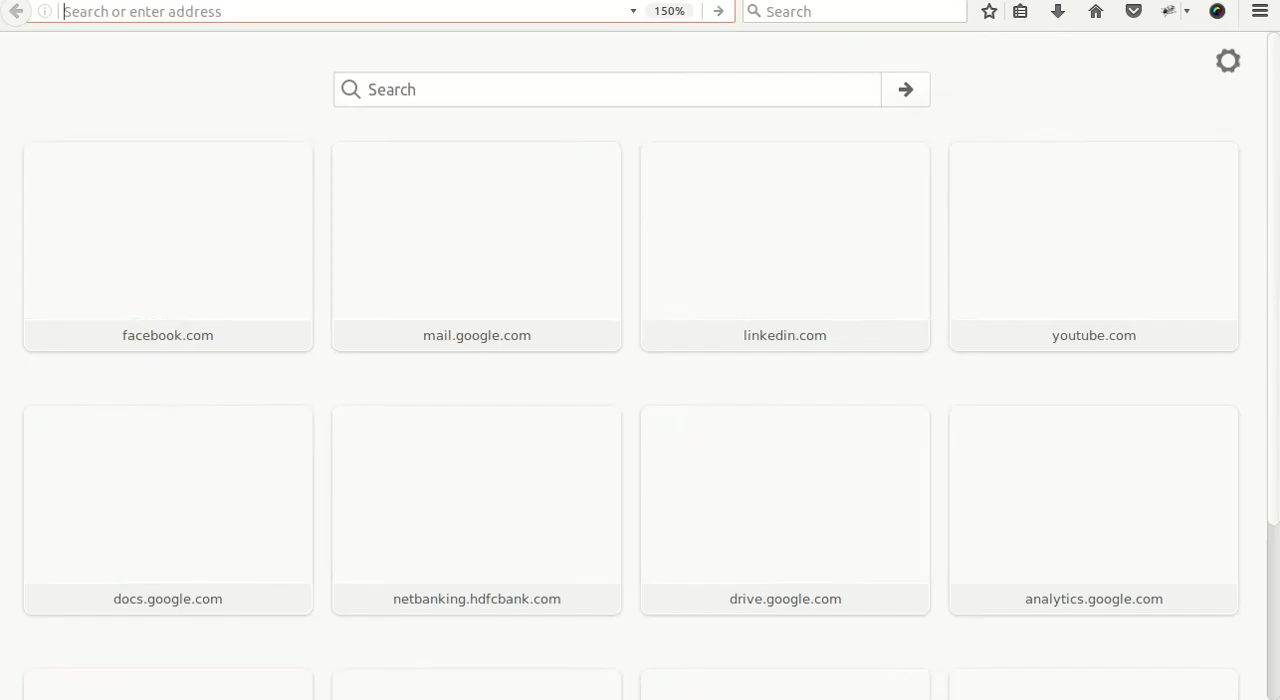 Search or enter address 150% Search
Search
facebook.com mail.google.com linkedin.com youtube.com
docs.google.com netbanking.hdfcbank.com drive.google.com analytics.google.com